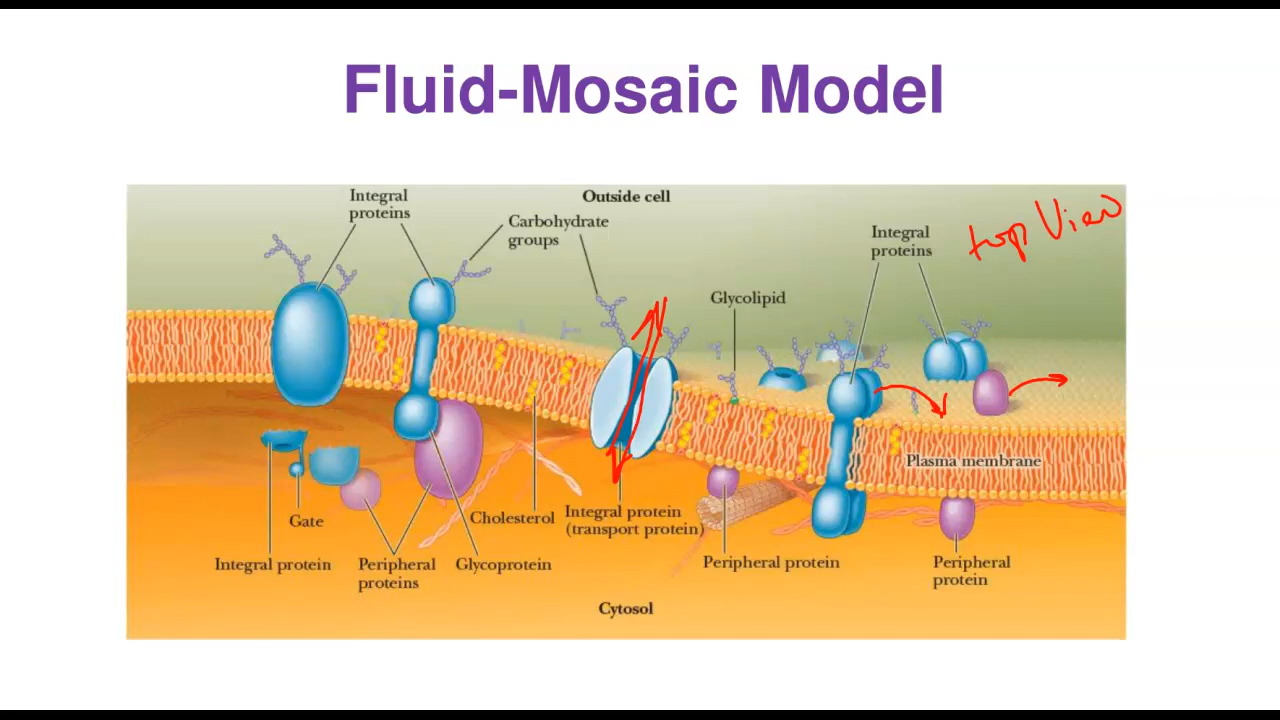 Fluid-Mosaic Model
Integral
proteins
Outside cell
Carbohydrate
groups
Integral
proteins
top View
Glycolipid
Plasma membrane
Gate
Cholesterol
Integral protein
(transport protein)
Integral protein
Peripheral
proteins
Glycoprotein
Peripheral protein
Peripheral
protein
Cytosol